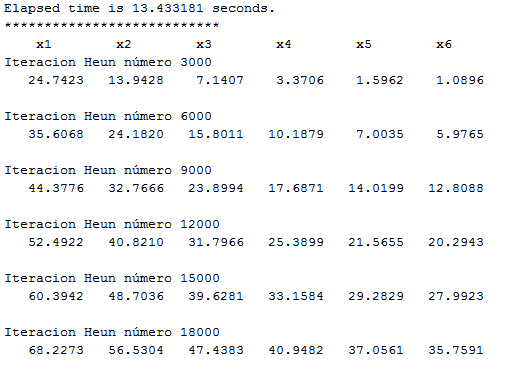 Elapsed time is 13.433181 seconds.
***************************
x1 x2 x3 x4 x5 x6
Iteracion Heun número 3000
24.7423 13.9428 7.1407 3.3706 1.5962 1.0896
Iteracion Heun número 6000
35.6068 24.1820 15.8011 10.1879 7.0035 5.9765
Iteracion Heun número 9000
44.3776 32.7666 23.8994 17.6871 14.0199 12.8088
Iteracion Heun número 12000
52.4922 40.8210 31.7966 25.3899 21.5655 20.2943
Iteracion Heun número 15000
60.3942 48.7036 39.6281 33.1584 29.2829 27.9923
Iteracion Heun número 18000
68.2273 56.5304 47.4383 40.9482 37.0561 35.7591